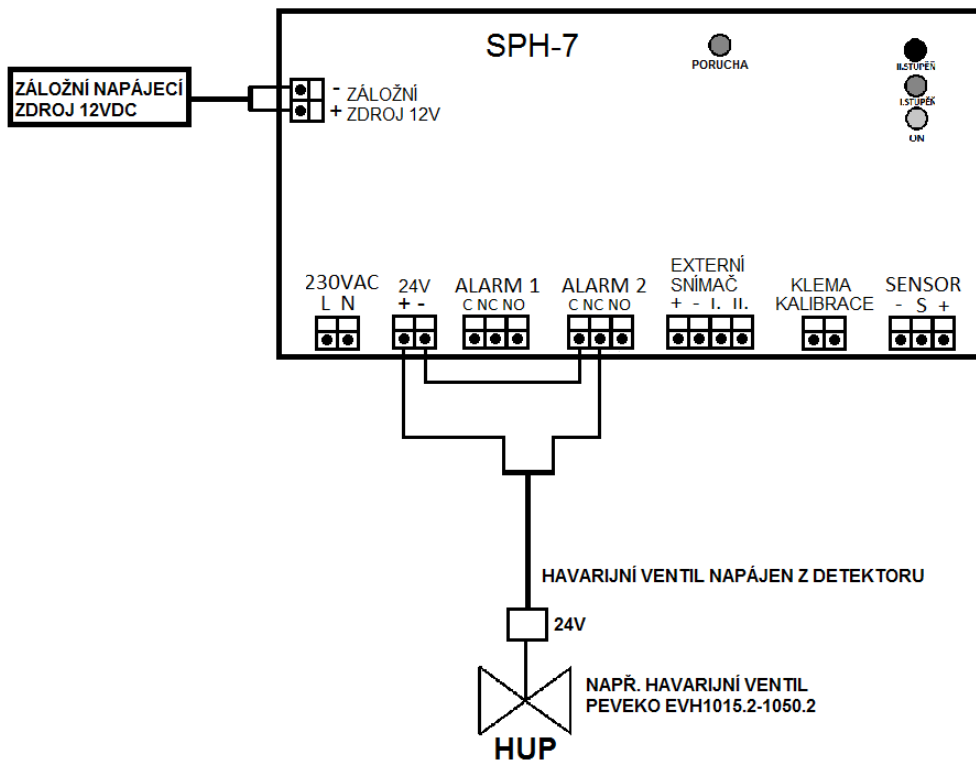 SPH-7
PORUCHA
II.STUPĚŇ
I.STUPĚŇ
ON
ZÁLOŽNÍ NAPÁJECÍ
ZDROJ 12VDC
- ZÁLOŽNÍ
+ ZDROJ 12V
230VAC
L N
24V
+ -
ALARM 1
C NC NO
ALARM 2
C NC NO
EXTERNÍ
SNÍMAČ
+ - I. II.
KLEMA
KALIBRACE
SENSOR
- S +
HAVARIJNÍ VENTIL NAPÁJEN Z DETEKTORU
24V
NAPŘ. HAVARIJNÍ VENTIL
PEVEKO EVH1015.2-1050.2
HUP